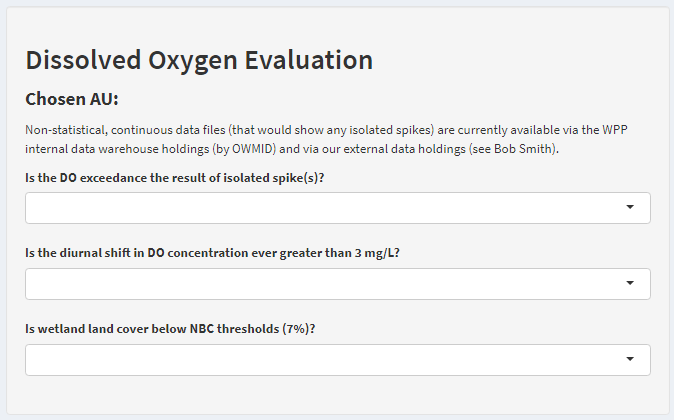 Dissolved Oxygen Evaluation
Chosen AU:
Non-statistical, continuous data files (that would show any isolated spikes) are currently available via the WPP
internal data warehouse holdings (by OWMID) and via our external data holdings (see Bob Smith).
Is the DO exceedance the result of isolated spike(s)?
Is the diurnal shift in DO concentration ever greater than 3 mg/L?
Is wetland land cover below NBC thresholds (7%)?